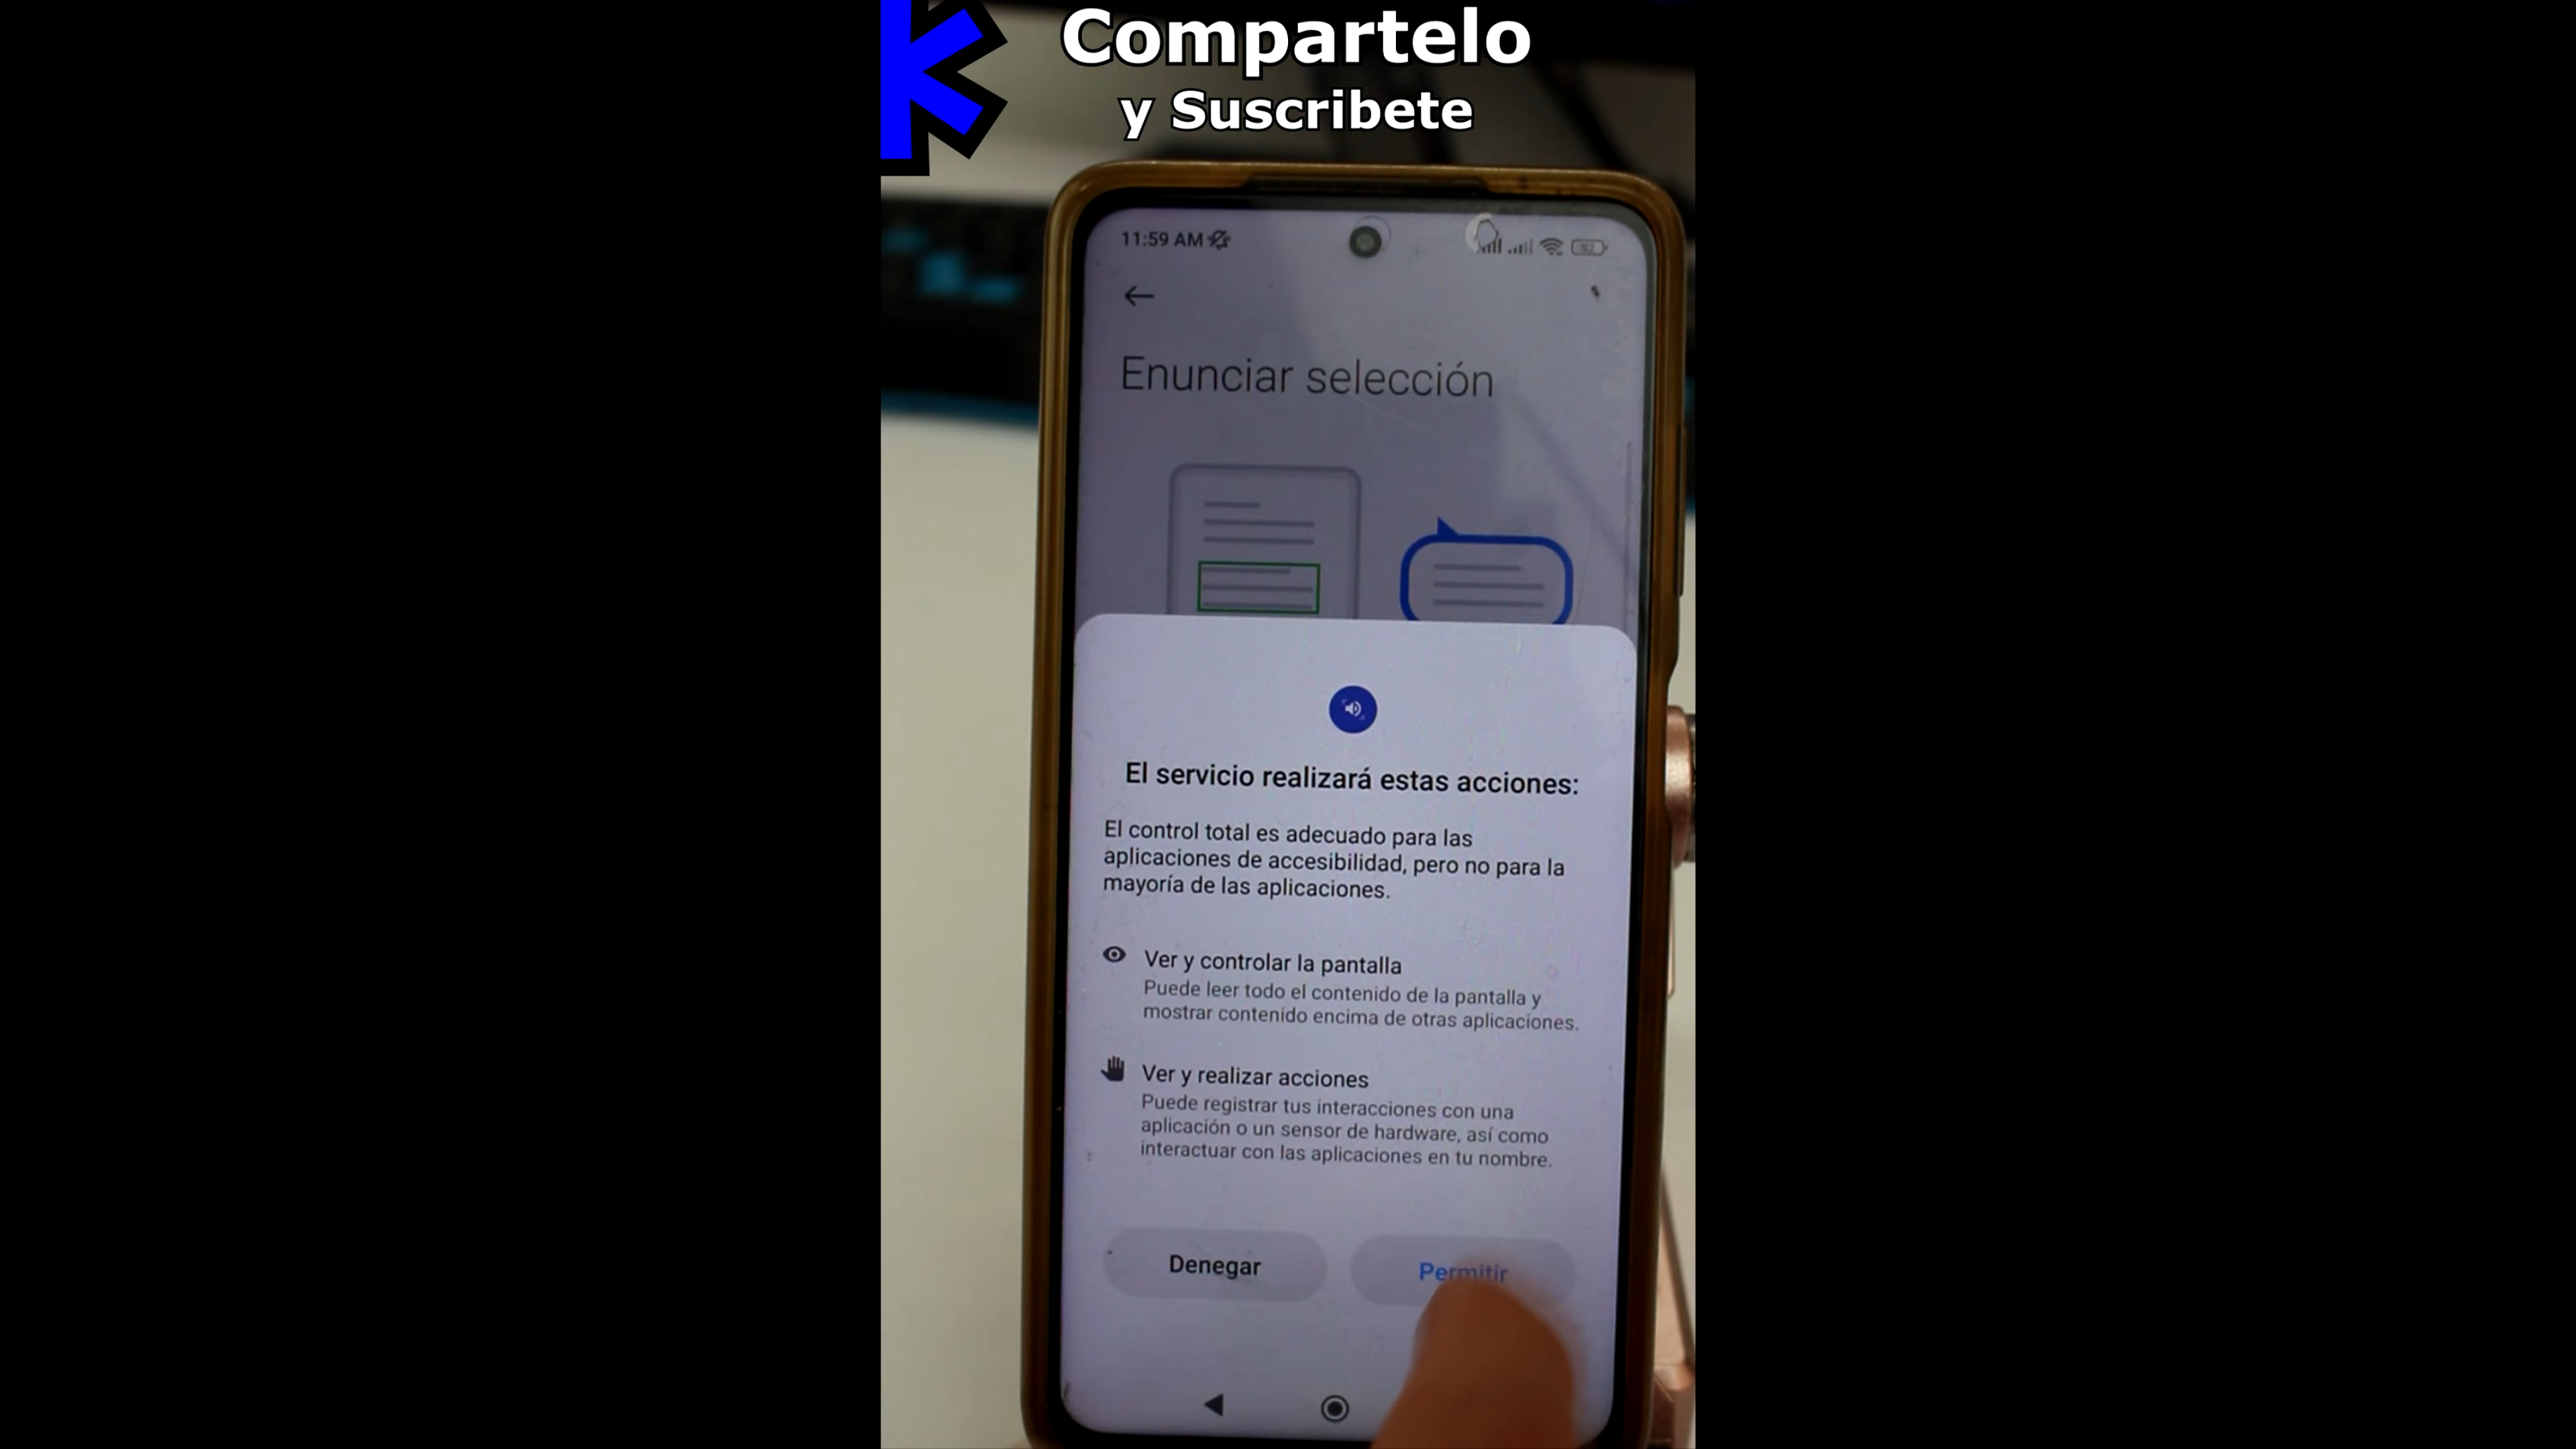 Compartelo
y Suscribete
11:59 AM
52
Enunciar selección
El servicio realizará estas acciones:
El control total es adecuado para las
aplicaciones de accesibilidad, pero no para la
mayoría de las aplicaciones.
Ver y controlar la pantalla
Puede leer todo el contenido de la pantalla y
mostrar contenido encima de otras aplicaciones.
Ver y realizar acciones
Puede registrar tus interacciones con una
aplicación o un sensor de hardware, así como
interactuar con las aplicaciones en tu nombre.
Denegar
Permitir